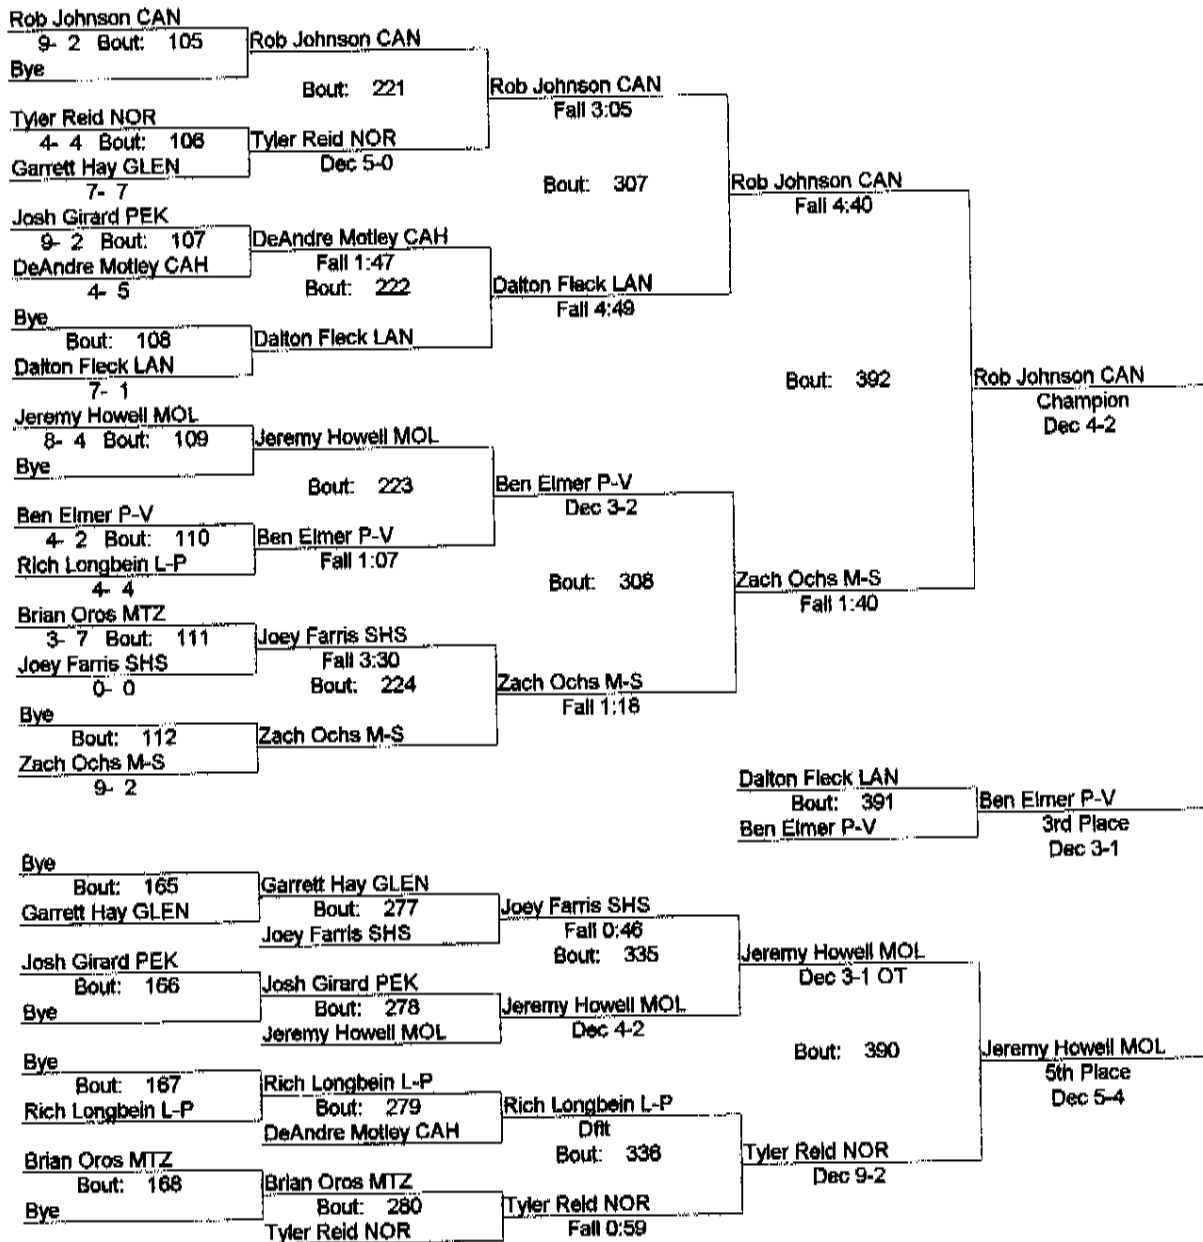 Rob Johnson CAN
9- 2 Bout: 105
Bye
Rob Johnson CAN
Bout: 221
Tyler Reid NOR
4- 4 Bout: 106
Garrett Hay GLEN
7- 7
Tyler Reid NOR
Dec 5-0
Rob Johnson CAN
Fall 3:05
Bout: 307
Josh Girard PEK
9- 2 Bout: 107
DeAndre Motley CAH
4- 5
DeAndre Motley CAH
Fall 1:47
Bout: 222
Bye
Bout: 108
Dalton Fleck LAN
7- 1
Dalton Fleck LAN
Dalton Fleck LAN
Fall 4:49
Rob Johnson CAN
Fall 4:40
Bout: 392
Rob Johnson CAN
Champion
Dec 4-2
Jeremy Howell MOL
8- 4 Bout: 109
Bye
Jeremy Howell MOL
Bout: 223
Ben Elmer P-V
4- 2 Bout: 110
Rich Longbein L-P
4- 4
Ben Elmer P-V
Fall 1:07
Ben Elmer P-V
Dec 3-2
Bout: 308
Brian Oros MTZ
3- 7 Bout: 111
Joey Farris SHS
0- 0
Joey Farris SHS
Fall 3:30
Bout: 224
Bye
Bout: 112
Zach Ochs M-S
9- 2
Zach Ochs M-S
Zach Ochs M-S
Fall 1:18
Zach Ochs M-S
Fall 1:40
Dalton Fleck LAN
Bout: 391
Ben Elmer P-V
Ben Elmer P-V
3rd Place
Dec 3-1
Bye
Bout: 165
Garrett Hay GLEN
Garrett Hay GLEN
Bout: 277
Joey Farris SHS
Joey Farris SHS
Fall 0:46
Bout: 335
Josh Girard PEK
Bout: 166
Bye
Josh Girard PEK
Bout: 278
Jeremy Howell MOL
Jeremy Howell MOL
Dec 4-2
Jeremy Howell MOL
Dec 3-1 OT
Bout: 390
Jeremy Howell MOL
5th Place
Dec 5-4
Bye
Bout: 167
Rich Longbein L-P
Rich Longbein L-P
Bout: 279
DeAndre Motley CAH
Rich Longbein L-P
Dflt
Bout: 336
Brian Oros MTZ
Bout: 168
Bye
Brian Oros MTZ
Bout: 280
Tyler Reid NOR
Tyler Reid NOR
Fall 0:59
Tyler Reid NOR
Dec 9-2